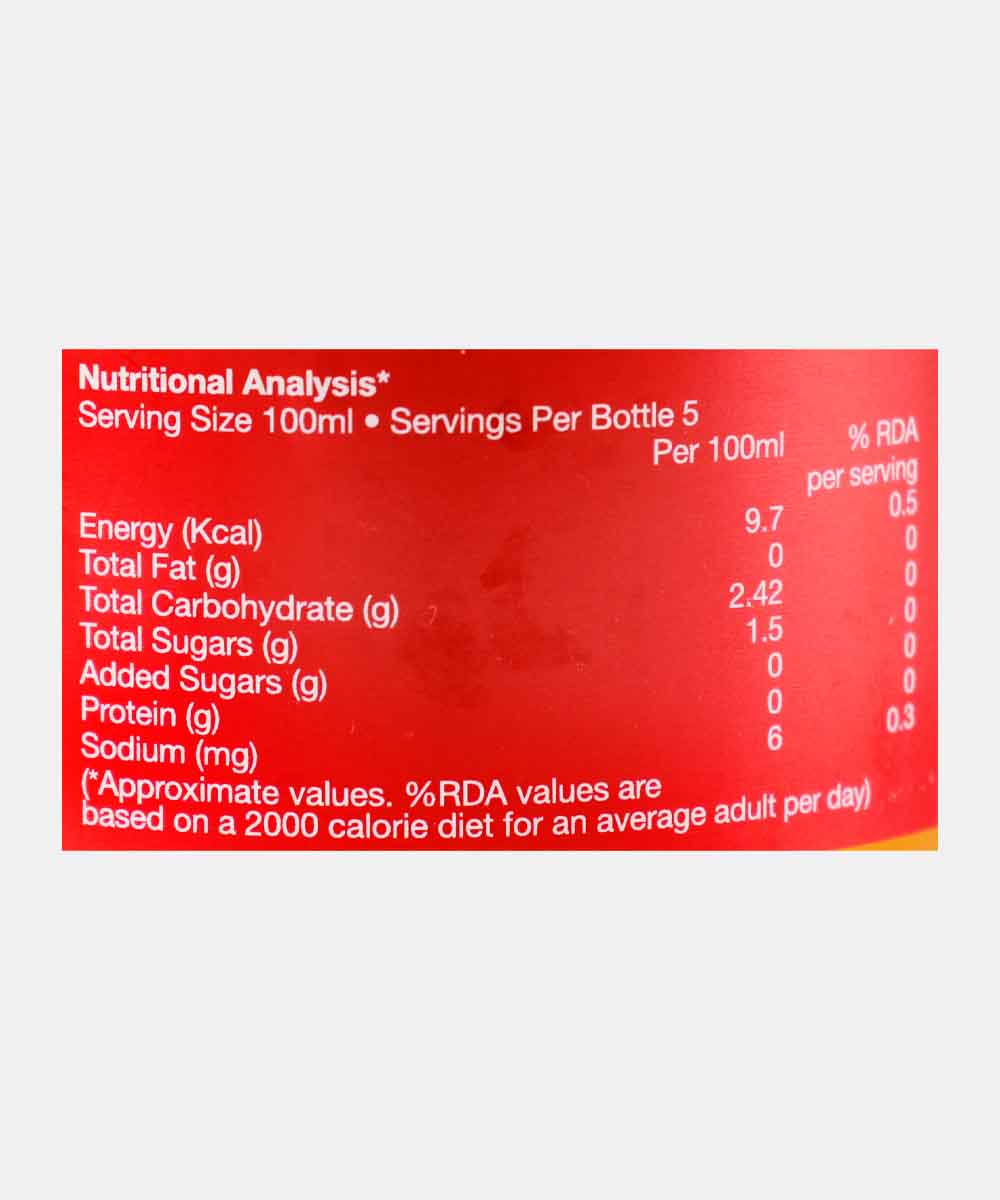 Nutritional Analysis*
Serving Size 100ml • Servings Per Bottle 5
Per 100ml % RDA per serving
Energy (Kcal) 9.7 0.5
Total Fat (g) 0 0
Total Carbohydrate (g) 2.42 0
Total Sugars (g) 1.5 0
Added Sugars (g) 0 0
Protein (g) 0 0
Sodium (mg) 6 0.3
(*Approximate values. %RDA values are
based on a 2000 calorie diet for an average adult per day)